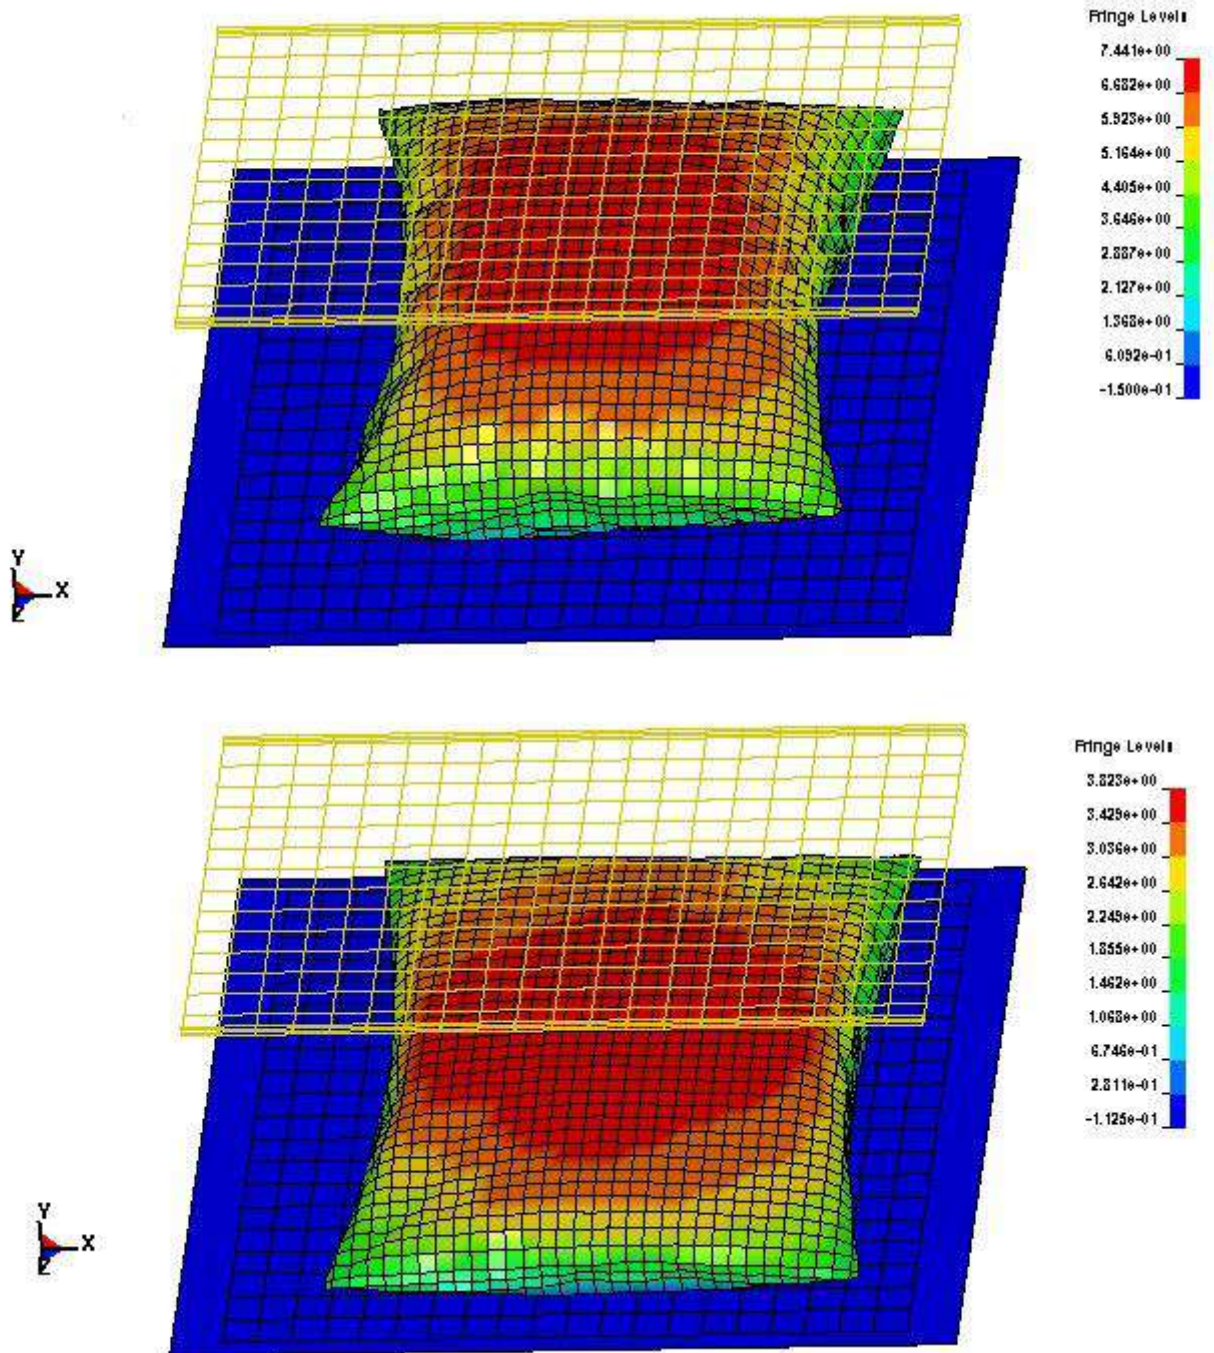 Fringe Levels
7.441e+00
6.682e+00
5.923e+00
5.164e+00
4.405e+00
3.646e+00
2.887e+00
2.127e+00
1.368e+00
6.092e-01
-1.500e-01
Y
X
Z
Fringe Levels
3.823e+00
3.429e+00
3.036e+00
2.642e+00
2.249e+00
1.855e+00
1.462e+00
1.068e+00
6.746e-01
2.811e-01
-1.125e-01
Y
X
Z